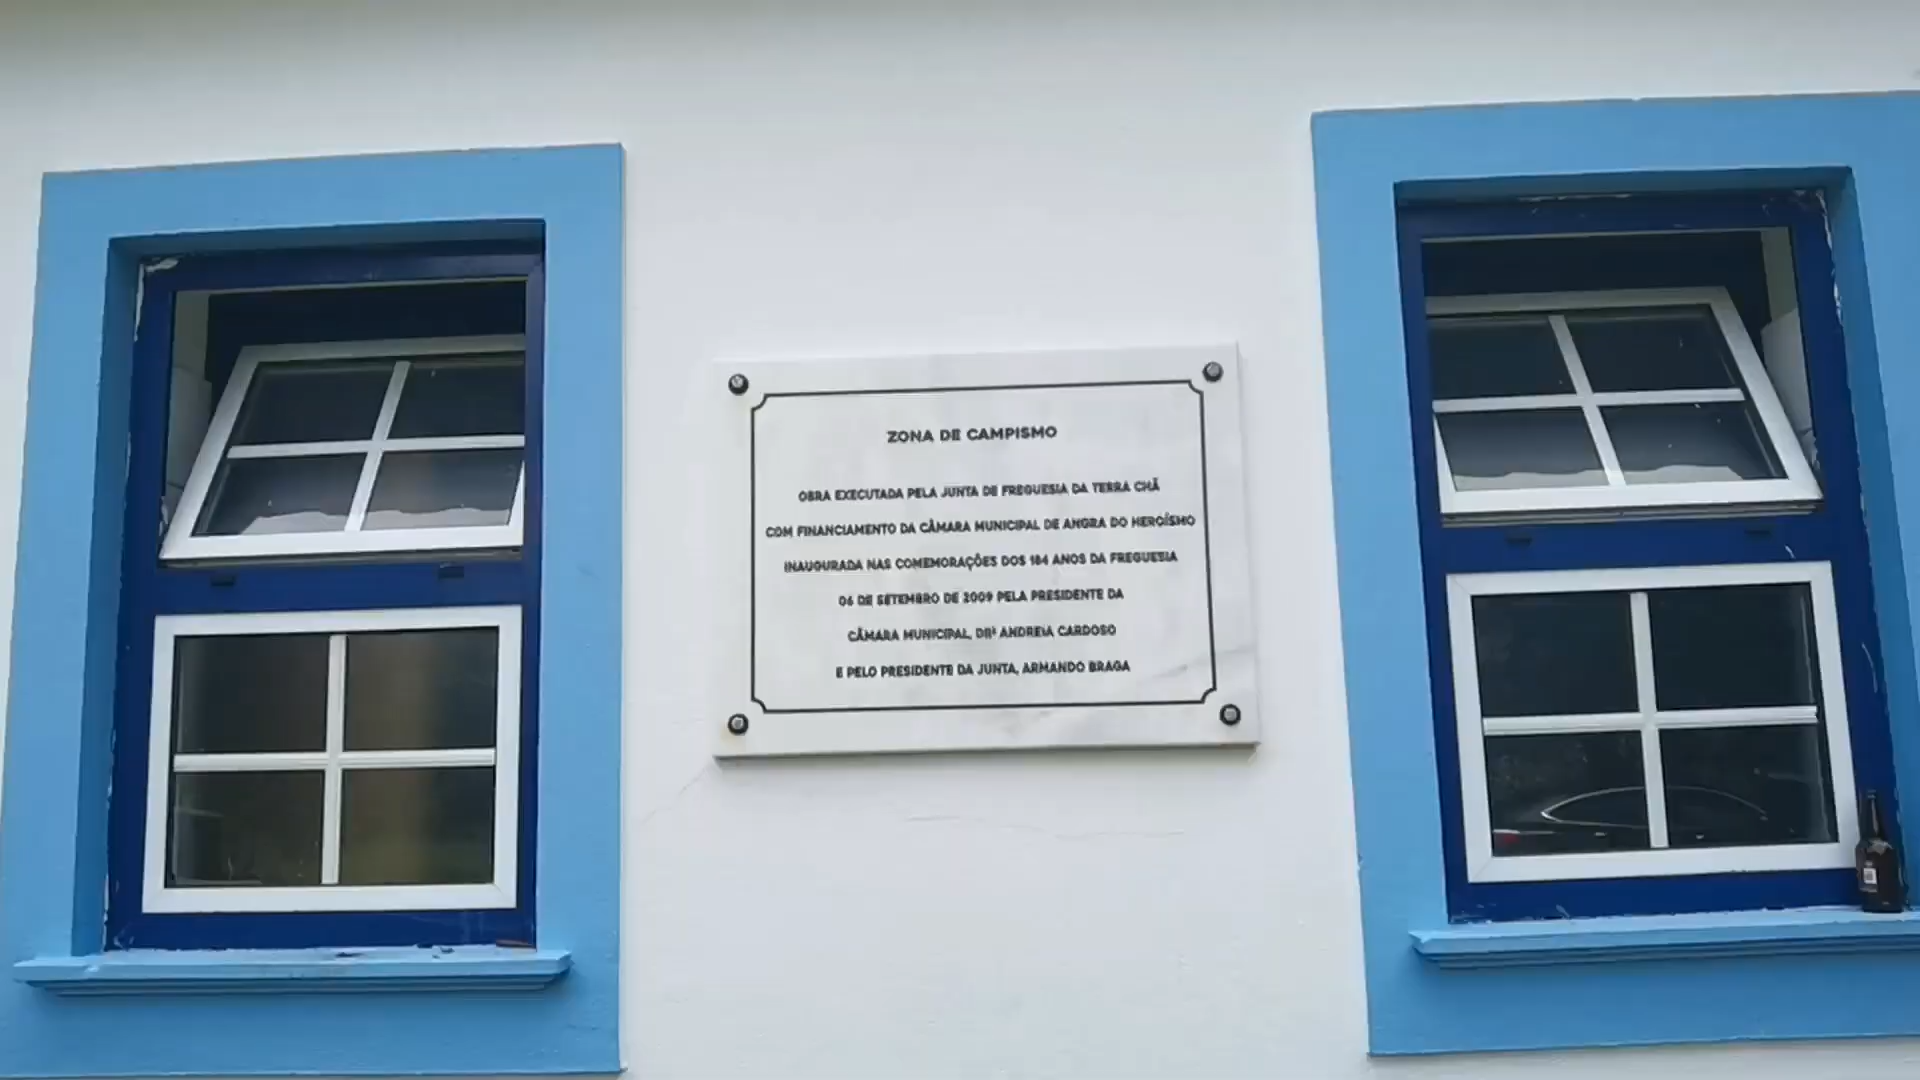 ZONA DE CAMPISMO
OBRA EXECUTADA PELA JUNTA DE FREGUESIA DA TERRA CHÃ
COM FINANCIAMENTO DA CÂMARA MUNICIPAL DE ANGRA DO HEROÍSMO
INAUGURADA NAS COMEMORAÇÕES DOS 184 ANOS DA FREGUESIA
06 DE SETEMBRO DE 2009 PELA PRESIDENTE DA
CÂMARA MUNICIPAL, DRª ANDREIA CARDOSO
E PELO PRESIDENTE DA JUNTA, ARMANDO BRAGA